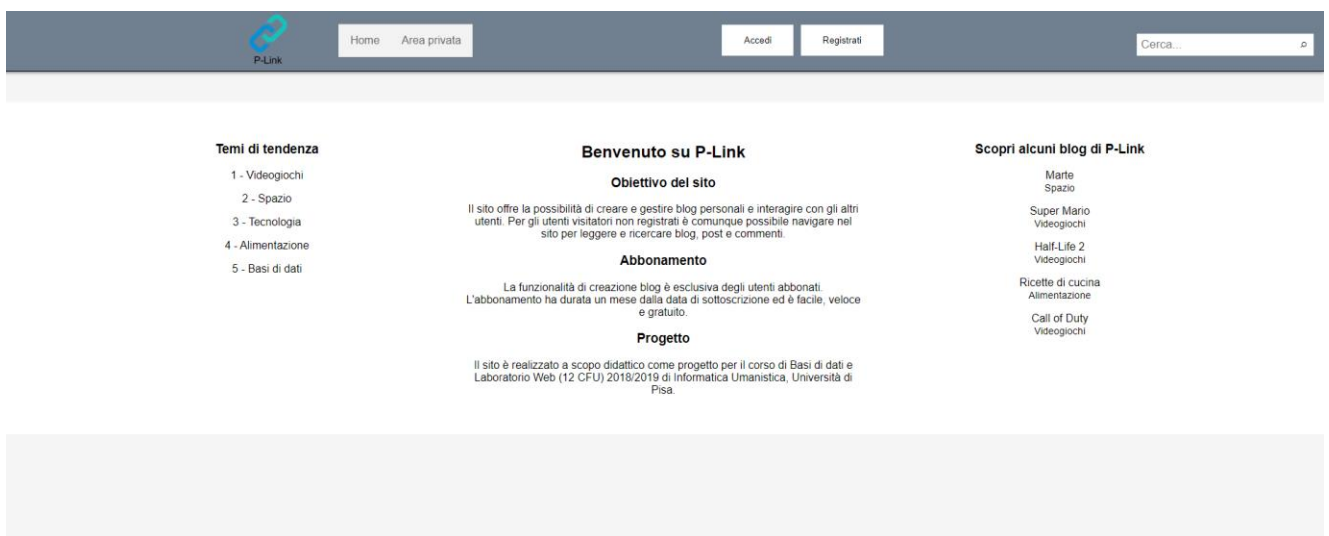 P-Link
Home
Area privata
Accedi
Registrati
Cerca...
Temi di tendenza
1 - Videogiochi
2 - Spazio
3 - Tecnologia
4 - Alimentazione
5 - Basi di dati
Benvenuto su P-Link
Obiettivo del sito
Il sito offre la possibilità di creare e gestire blog personali e interagire con gli altri
utenti. Per gli utenti visitatori non registrati è comunque possibile navigare nel
sito per leggere e ricercare blog, post e commenti.
Abbonamento
La funzionalità di creazione blog è esclusiva degli utenti abbonati.
L'abbonamento ha durata un mese dalla data di sottoscrizione ed è facile, veloce
e gratuito.
Progetto
Il sito è realizzato a scopo didattico come progetto per il corso di Basi di dati e
Laboratorio Web (12 CFU) 2018/2019 di Informatica Umanistica, Università di
Pisa.
Scopri alcuni blog di P-Link
Marte
Spazio
Super Mario
Videogiochi
Half-Life 2
Videogiochi
Ricette di cucina
Alimentazione
Call of Duty
Videogiochi